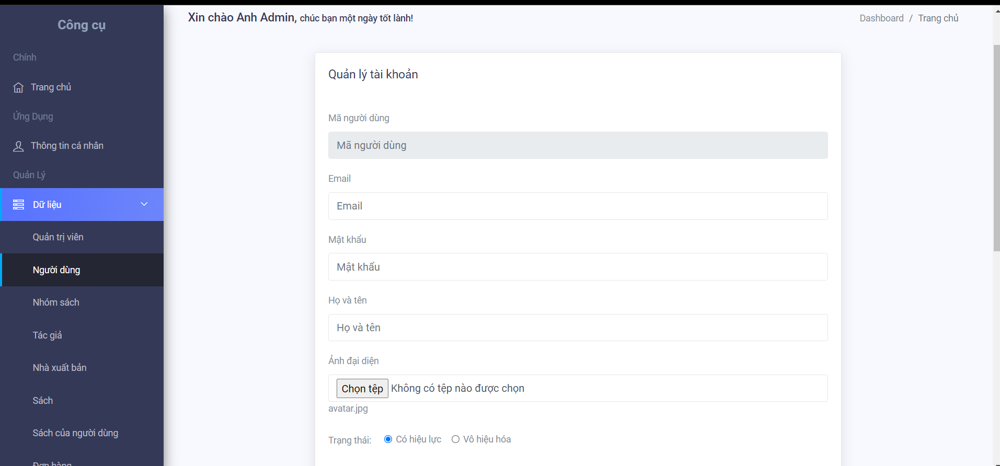 Công cụ
Chính
Trang chủ
Ứng Dụng
Thông tin cá nhân
Quản Lý
Dữ liệu
Quản trị viên
Người dùng
Nhóm sách
Tác giả
Nhà xuất bản
Sách
Sách của người dùng
Đơn hàng
Xin chào Anh Admin, chúc bạn một ngày tốt lành!
Dashboard / Trang chủ
Quản lý tài khoản
Mã người dùng
Mã người dùng
Email
Email
Mật khẩu
Mật khẩu
Họ và tên
Họ và tên
Ảnh đại diện
Chọn tệp Không có tệp nào được chọn
avatar.jpg
Trạng thái: Có hiệu lực Vô hiệu hóa